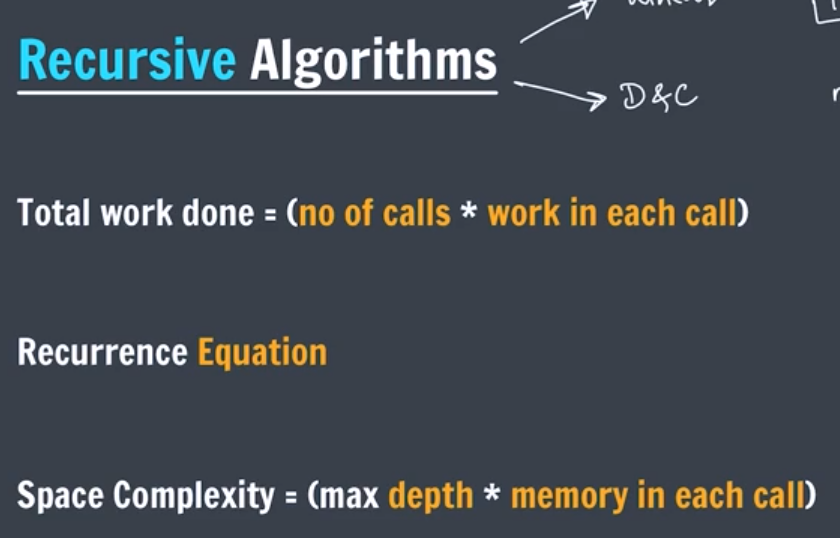 Recursive Algorithms
D&C
Total work done = (no of calls * work in each call)
Recurrence Equation
Space Complexity = (max depth * memory in each call)